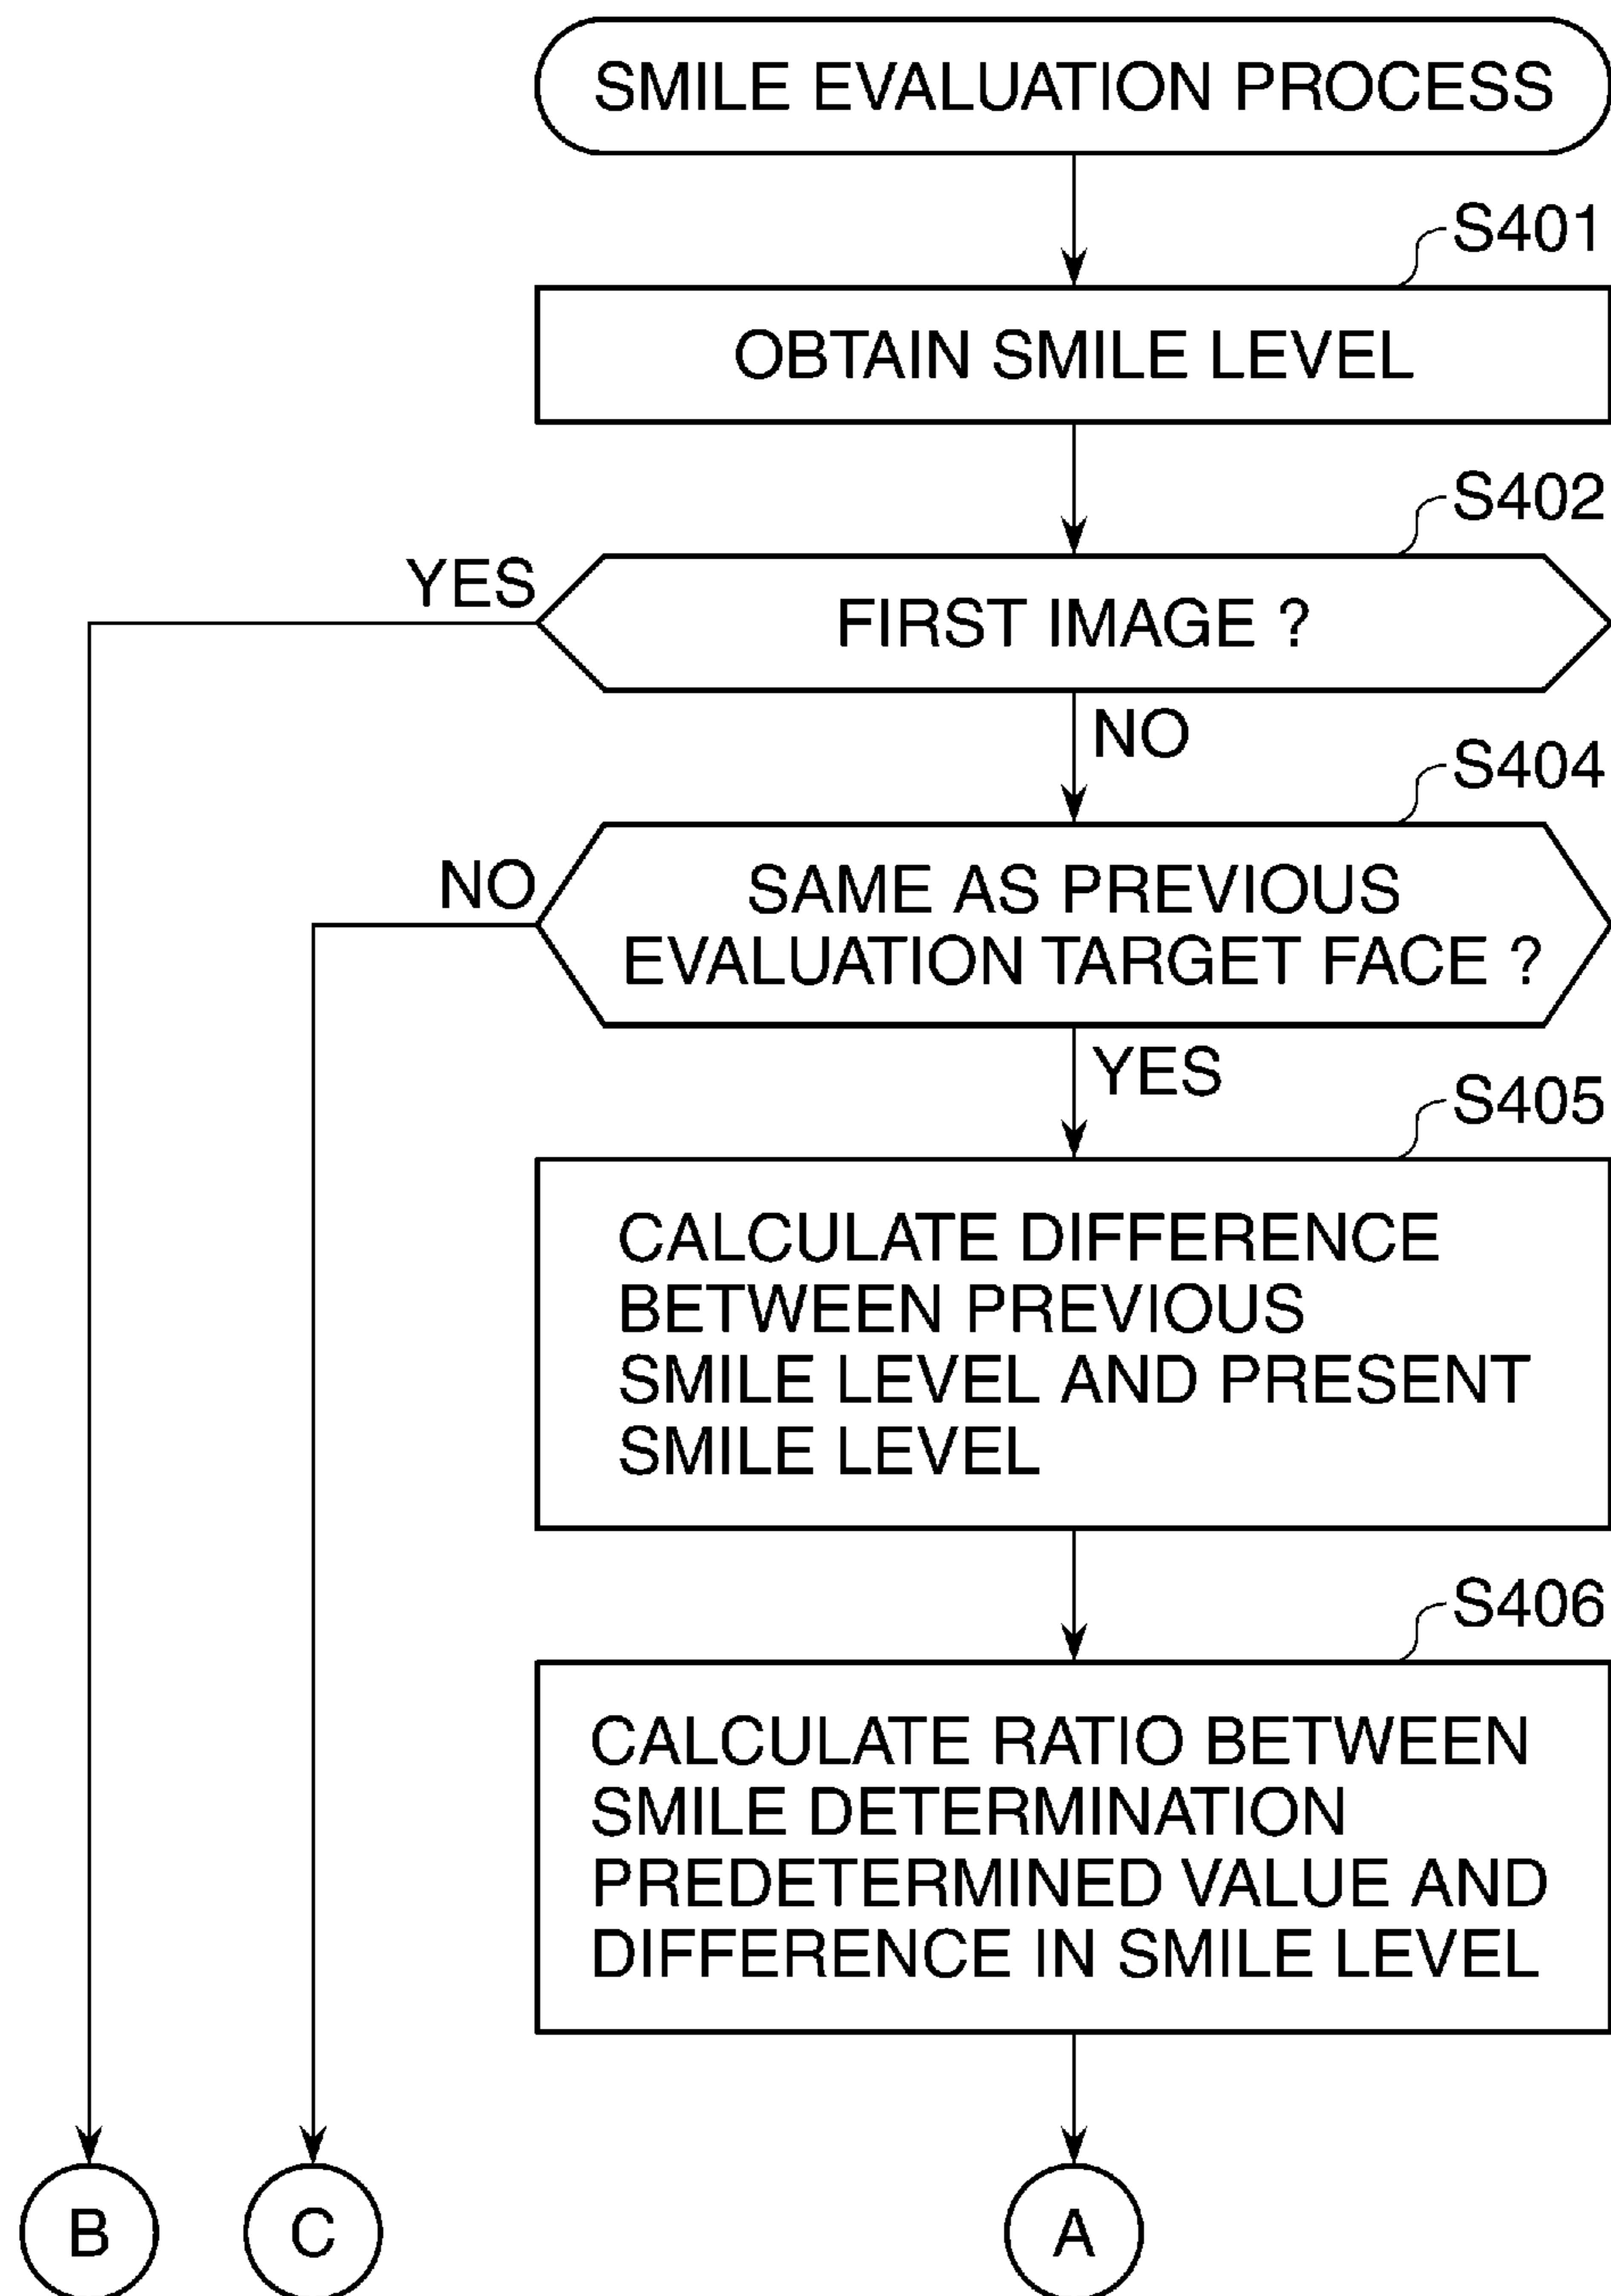 SMILE EVALUATION PROCESS
S401
OBTAIN SMILE LEVEL
S402
YES
FIRST IMAGE ?
NO
S404
NO
SAME AS PREVIOUS
EVALUATION TARGET FACE ?
YES
S405
CALCULATE DIFFERENCE
BETWEEN PREVIOUS
SMILE LEVEL AND PRESENT
SMILE LEVEL
S406
CALCULATE RATIO BETWEEN
SMILE DETERMINATION
PREDETERMINED VALUE AND
DIFFERENCE IN SMILE LEVEL
B
C
A